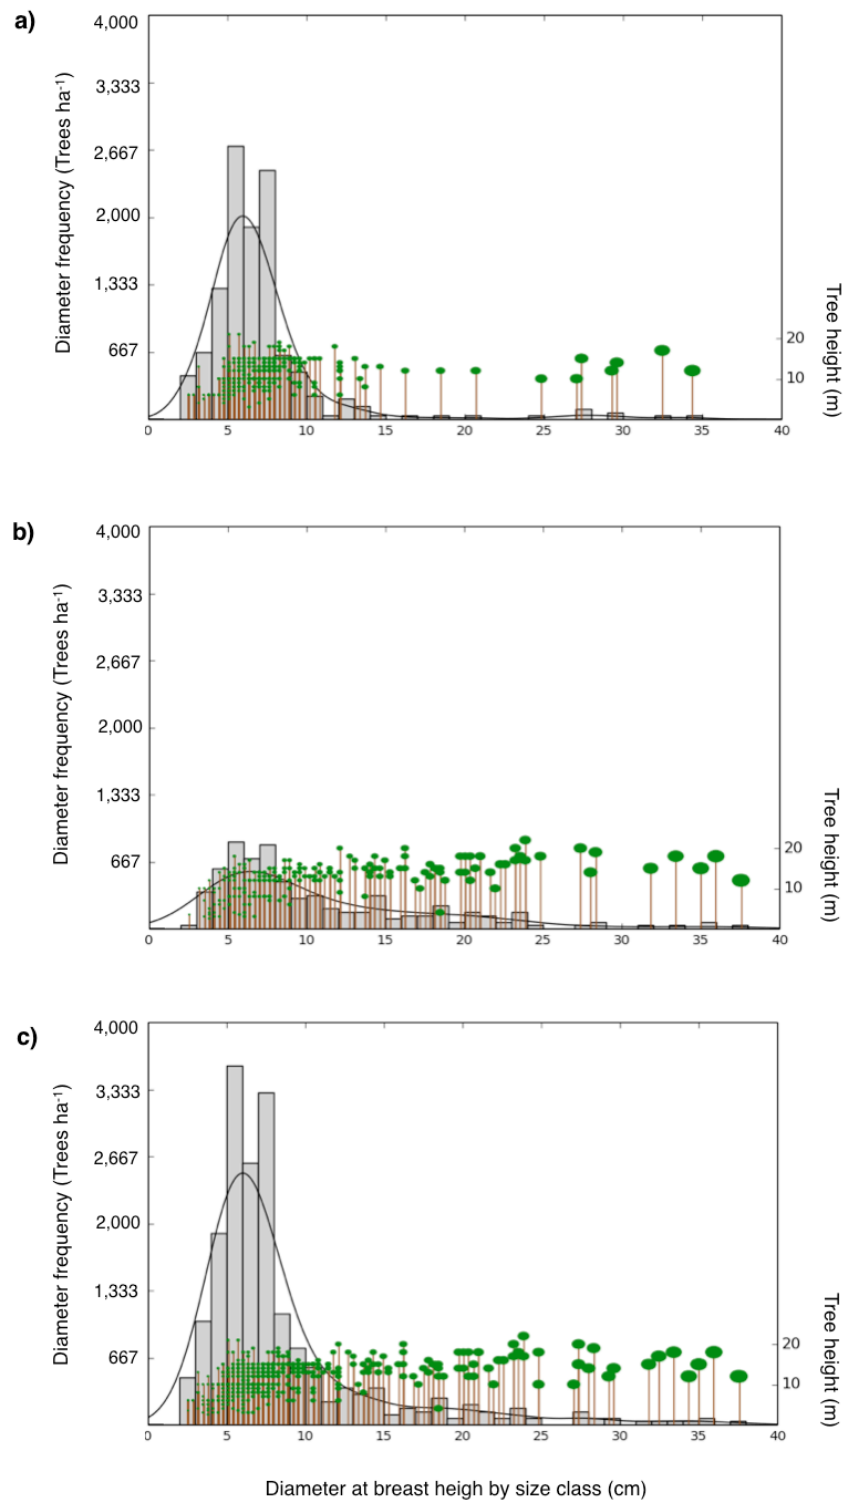 a)
4,000
3,333
2,667
2,000
1,333
667
Diameter frequency (Trees ha-1)
20
10
Tree height (m)
0 5 10 15 20 25 30 35 40
b)
4,000
3,333
2,667
2,000
1,333
667
Diameter frequency (Trees ha-1)
20
10
Tree height (m)
0 5 10 15 20 25 30 35 40
c)
4,000
3,333
2,667
2,000
1,333
667
Diameter frequency (Trees ha-1)
20
10
Tree height (m)
0 5 10 15 20 25 30 35 40
Diameter at breast heigh by size class (cm)